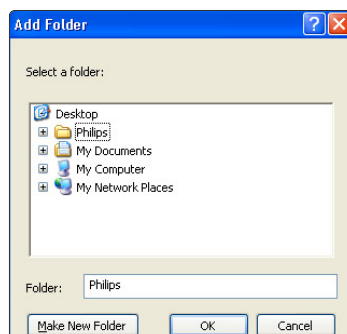 Add Folder
Select a folder:
Desktop
Philips
My Documents
My Computer
My Network Places
Folder: Philips
Make New Folder OK Cancel